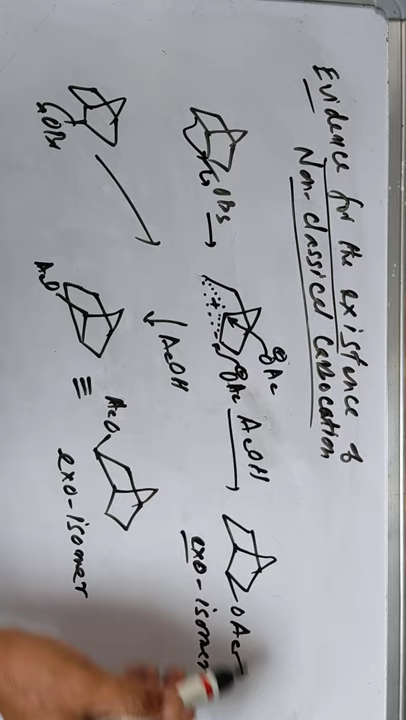 Evidence for the existence of
Non-classical carbocation
OBs
OAc
OAc
AcOH
OAc
exo-isomer
OBs
AcOH
AcO
≡
AcO
exo-isomer